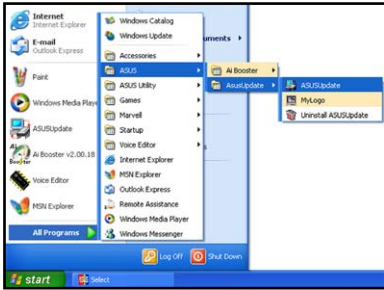 Internet
Internet Explorer
E-mail
Outlook Express
Paint
Windows Media Play
ASUSUpdate
Ai Booster v2.00.18
Voice Editor
MSN Explorer
All Programs
Windows Catalog
Windows Update
Accessories
ASUS
ASUS Utility
Games
Marvell
Startup
Voice Editor
Internet Explorer
MSN Explorer
Outlook Express
Remote Assistance
Windows Media Player
Windows Messenger
uments
s
Ai Booster
AsusUpdate
ASUSUpdate
MyLogo
Uninstall ASUSUpdate
Log Off
Shut Down
start
Select